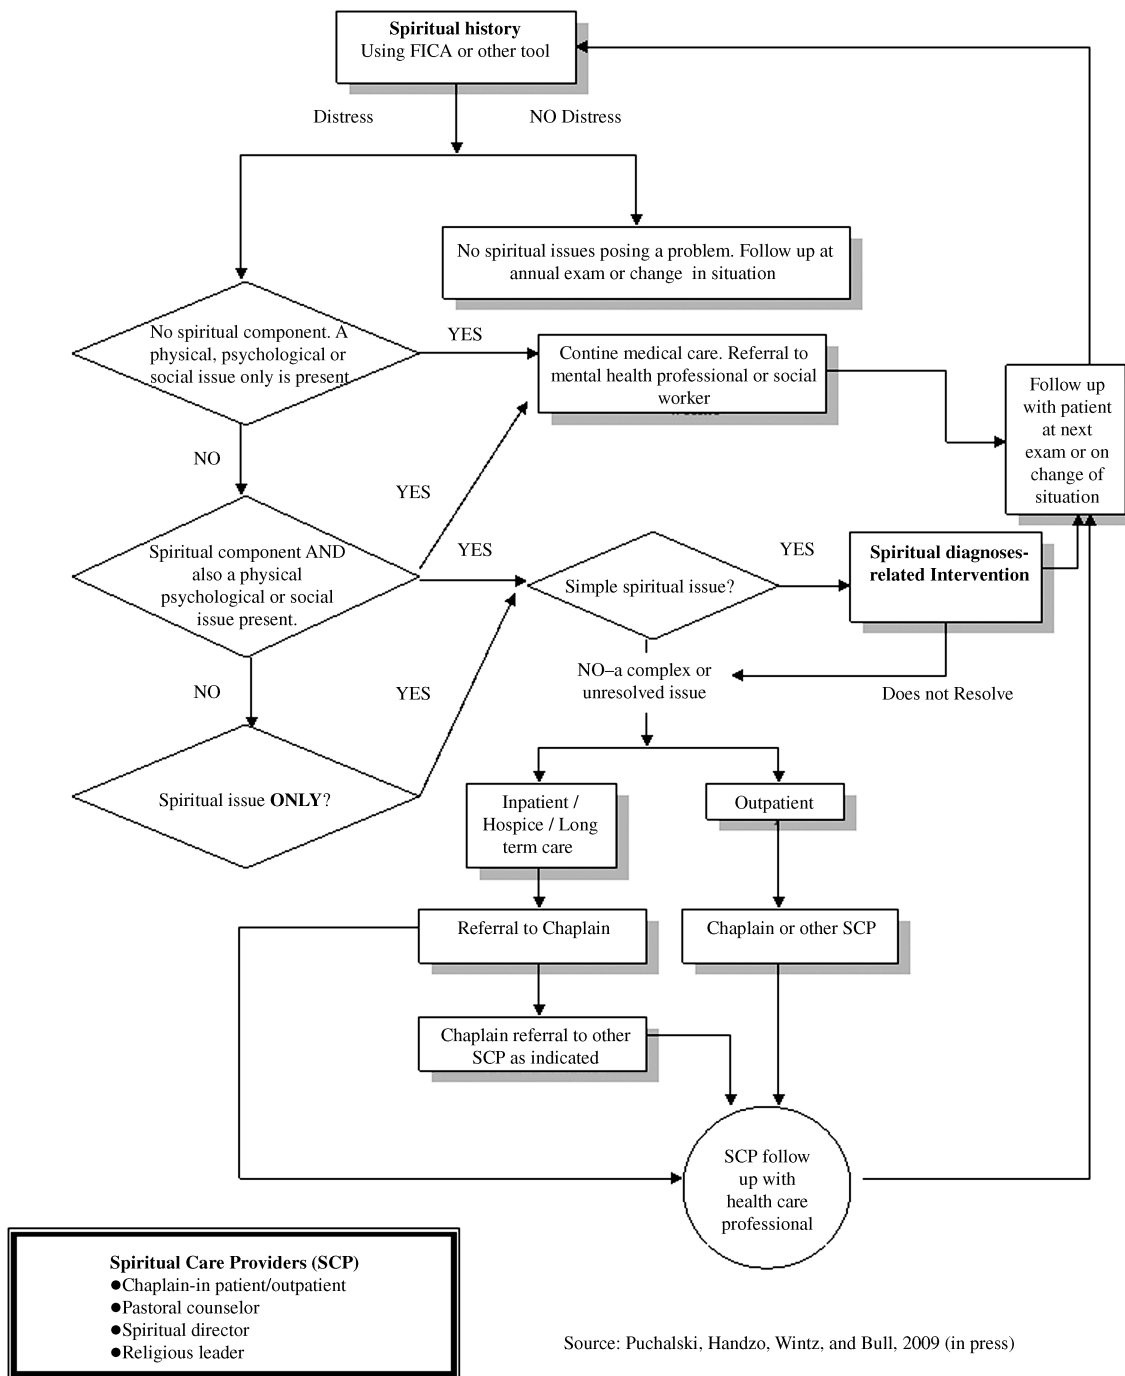 Spiritual history
Using FICA or other tool
Distress
NO Distress
No spiritual issues posing a problem. Follow up at
annual exam or change in situation
No spiritual component. A
physical, psychological or
social issue only is present
YES
Contine medical care. Referral to
mental health professional or social
worker
Follow up
with patient
at next
exam or on
change of
situation
NO
YES
Spiritual component AND
also a physical
psychological or social
issue present.
YES
Simple spiritual issue?
YES
Spiritual diagnoses-
related Intervention
NO
YES
NO–a complex or
unresolved issue
Does not Resolve
Spiritual issue ONLY?
Inpatient /
Hospice / Long
term care
Outpatient
Referral to Chaplain
Chaplain or other SCP
Chaplain referral to other
SCP as indicated
SCP follow
up with
health care
professional
Spiritual Care Providers (SCP)
●Chaplain-in patient/outpatient
●Pastoral counselor
●Spiritual director
●Religious leader
Source: Puchalski, Handzo, Wintz, and Bull, 2009 (in press)